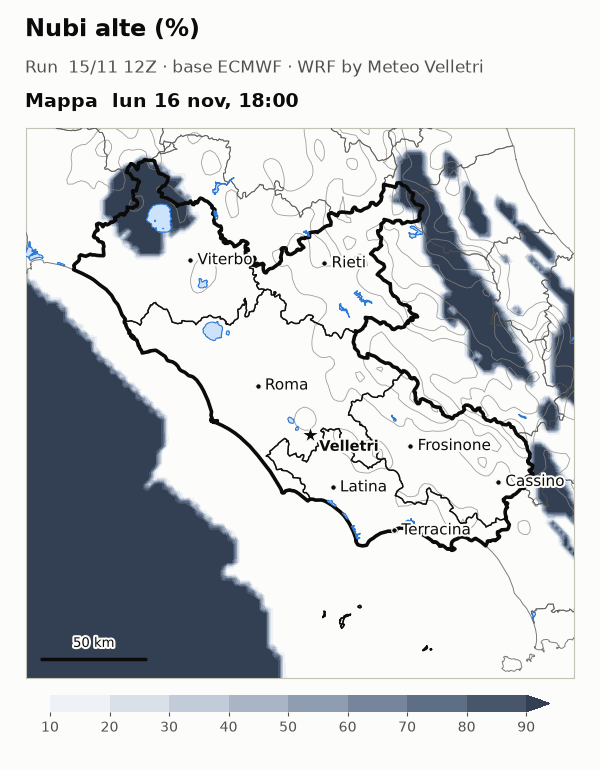 Nubi alte (%)
Run 15/11 12Z · base ECMWF · WRF by Meteo Velletri
Mappa lun 16 nov, 18:00
Viterbo
Rieti
Roma
Velletri
Frosinone
Latina
Cassino
Terracina
50 km
10 20 30 40 50 60 70 80 90